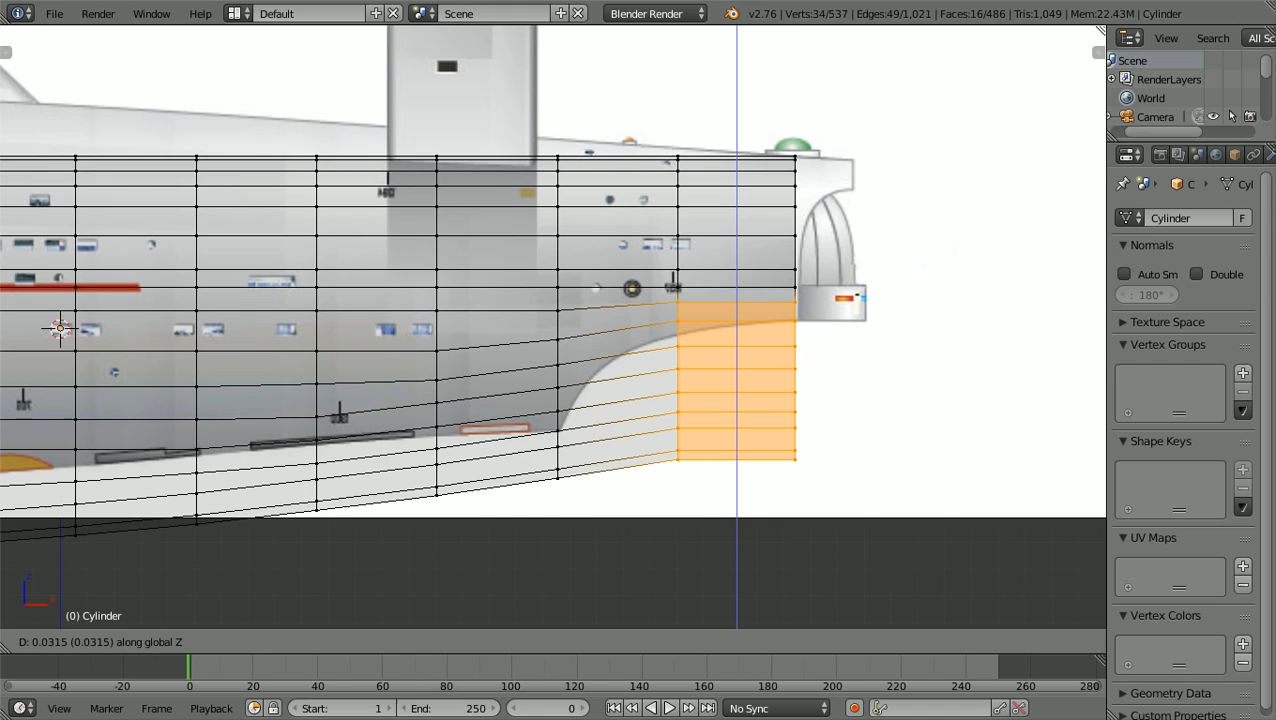 File Render Window Help Default Scene Blender Render v2.76 | Verts:34/537 | Edges:49/1,021 | Faces:16/486 | Tris:1,049 | Mem:22.43M | Cylinder
View Search All Sc
Scene
RenderLayers
World
Camera
C Cyl
Cylinder F
Normals
Auto Sm Double
: 180°
Texture Space
Vertex Groups
Shape Keys
UV Maps
Vertex Colors
Geometry Data
Custom Properties
z
x
(0) Cylinder
D: 0.0315 (0.0315) along global Z
-40 -20 0 20 40 60 80 100 120 140 160 180 200 220 240 260 280
View Marker Frame Playback Start: 1 End: 250 0 No Sync